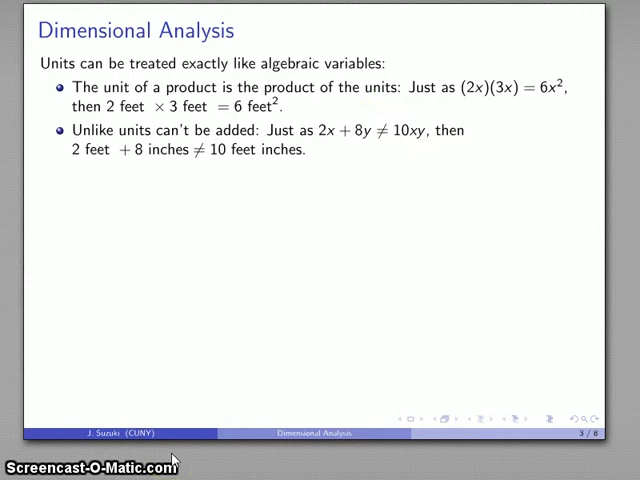 Dimensional Analysis
Units can be treated exactly like algebraic variables:
The unit of a product is the product of the units: Just as (2x)(3x) = 6x²,
then 2 feet × 3 feet = 6 feet².
Unlike units can't be added: Just as 2x + 8y ≠ 10xy, then
2 feet + 8 inches ≠ 10 feet inches.
J. Suzuki (CUNY) Dimensional Analysis 3 / 8
Screencast-O-Matic.com